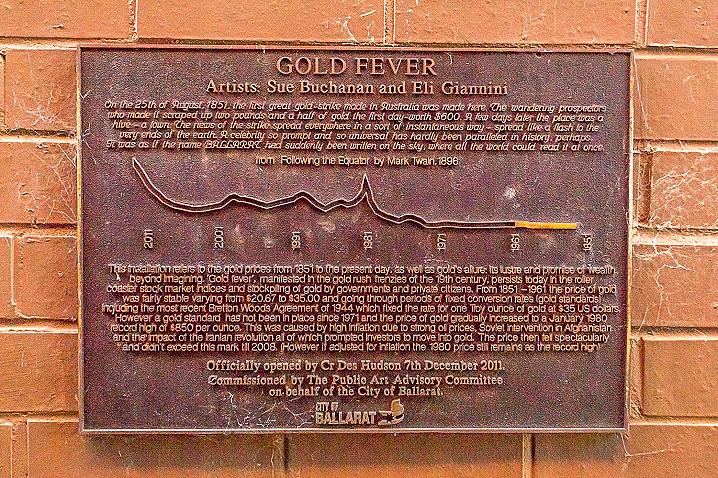 GOLD FEVER
Artists: Sue Buchanan and Eli Giannini
On the 25th of August, 1851, the first great gold-strike made in Australia was made here. The wandering prospectors
who made it scraped up two pounds and a half of gold the first day-worth $600. A few days later the place was a
hive-a town. The news of the strike spread everywhere in a sort of instantaneous way - spread like a flash to the
very ends of the earth. A celebrity so prompt and so universal has hardly been paralleled in history, perhaps.
It was as if the name BALLARAT had suddenly been written on the sky, where all the world could read it at once.
from 'Following the Equator' by Mark Twain, 1896
2011
2001
1991
1981
1971
1961
1851
This installation refers to the gold prices from 1851 to the present day, as well as gold's allure: its lustre and promise of wealth
beyond imagining. 'Gold fever', manifested in the gold rush frenzies of the 19th century, persists today in the roller
coaster stock market indices and stockpiling of gold by governments and private citizens. From 1851 -1961 the price of gold
was fairly stable varying from $20.67 to $35.00 and going through periods of fixed conversion rates (gold standards)
including the most recent Bretton Woods Agreement of 1944 which fixed the rate for one Troy ounce of gold at $35 US dollars.
However a gold standard has not been in place since 1971 and the price of gold gradually increased to a January 1980
record high of $850 per ounce. This was caused by high inflation due to strong oil prices, Soviet intervention in Afghanistan
and the impact of the Iranian revolution all of which prompted investors to move into gold. The price then fell spectacularly
and didn't exceed this mark till 2008. (However if adjusted for inflation the 1980 price still remains as the record high)
Officially opened by Cr Des Hudson 7th December 2011.
Commissioned by The Public Art Advisory Committee
on behalf of the City of Ballarat.
CITY OF
BALLARAT